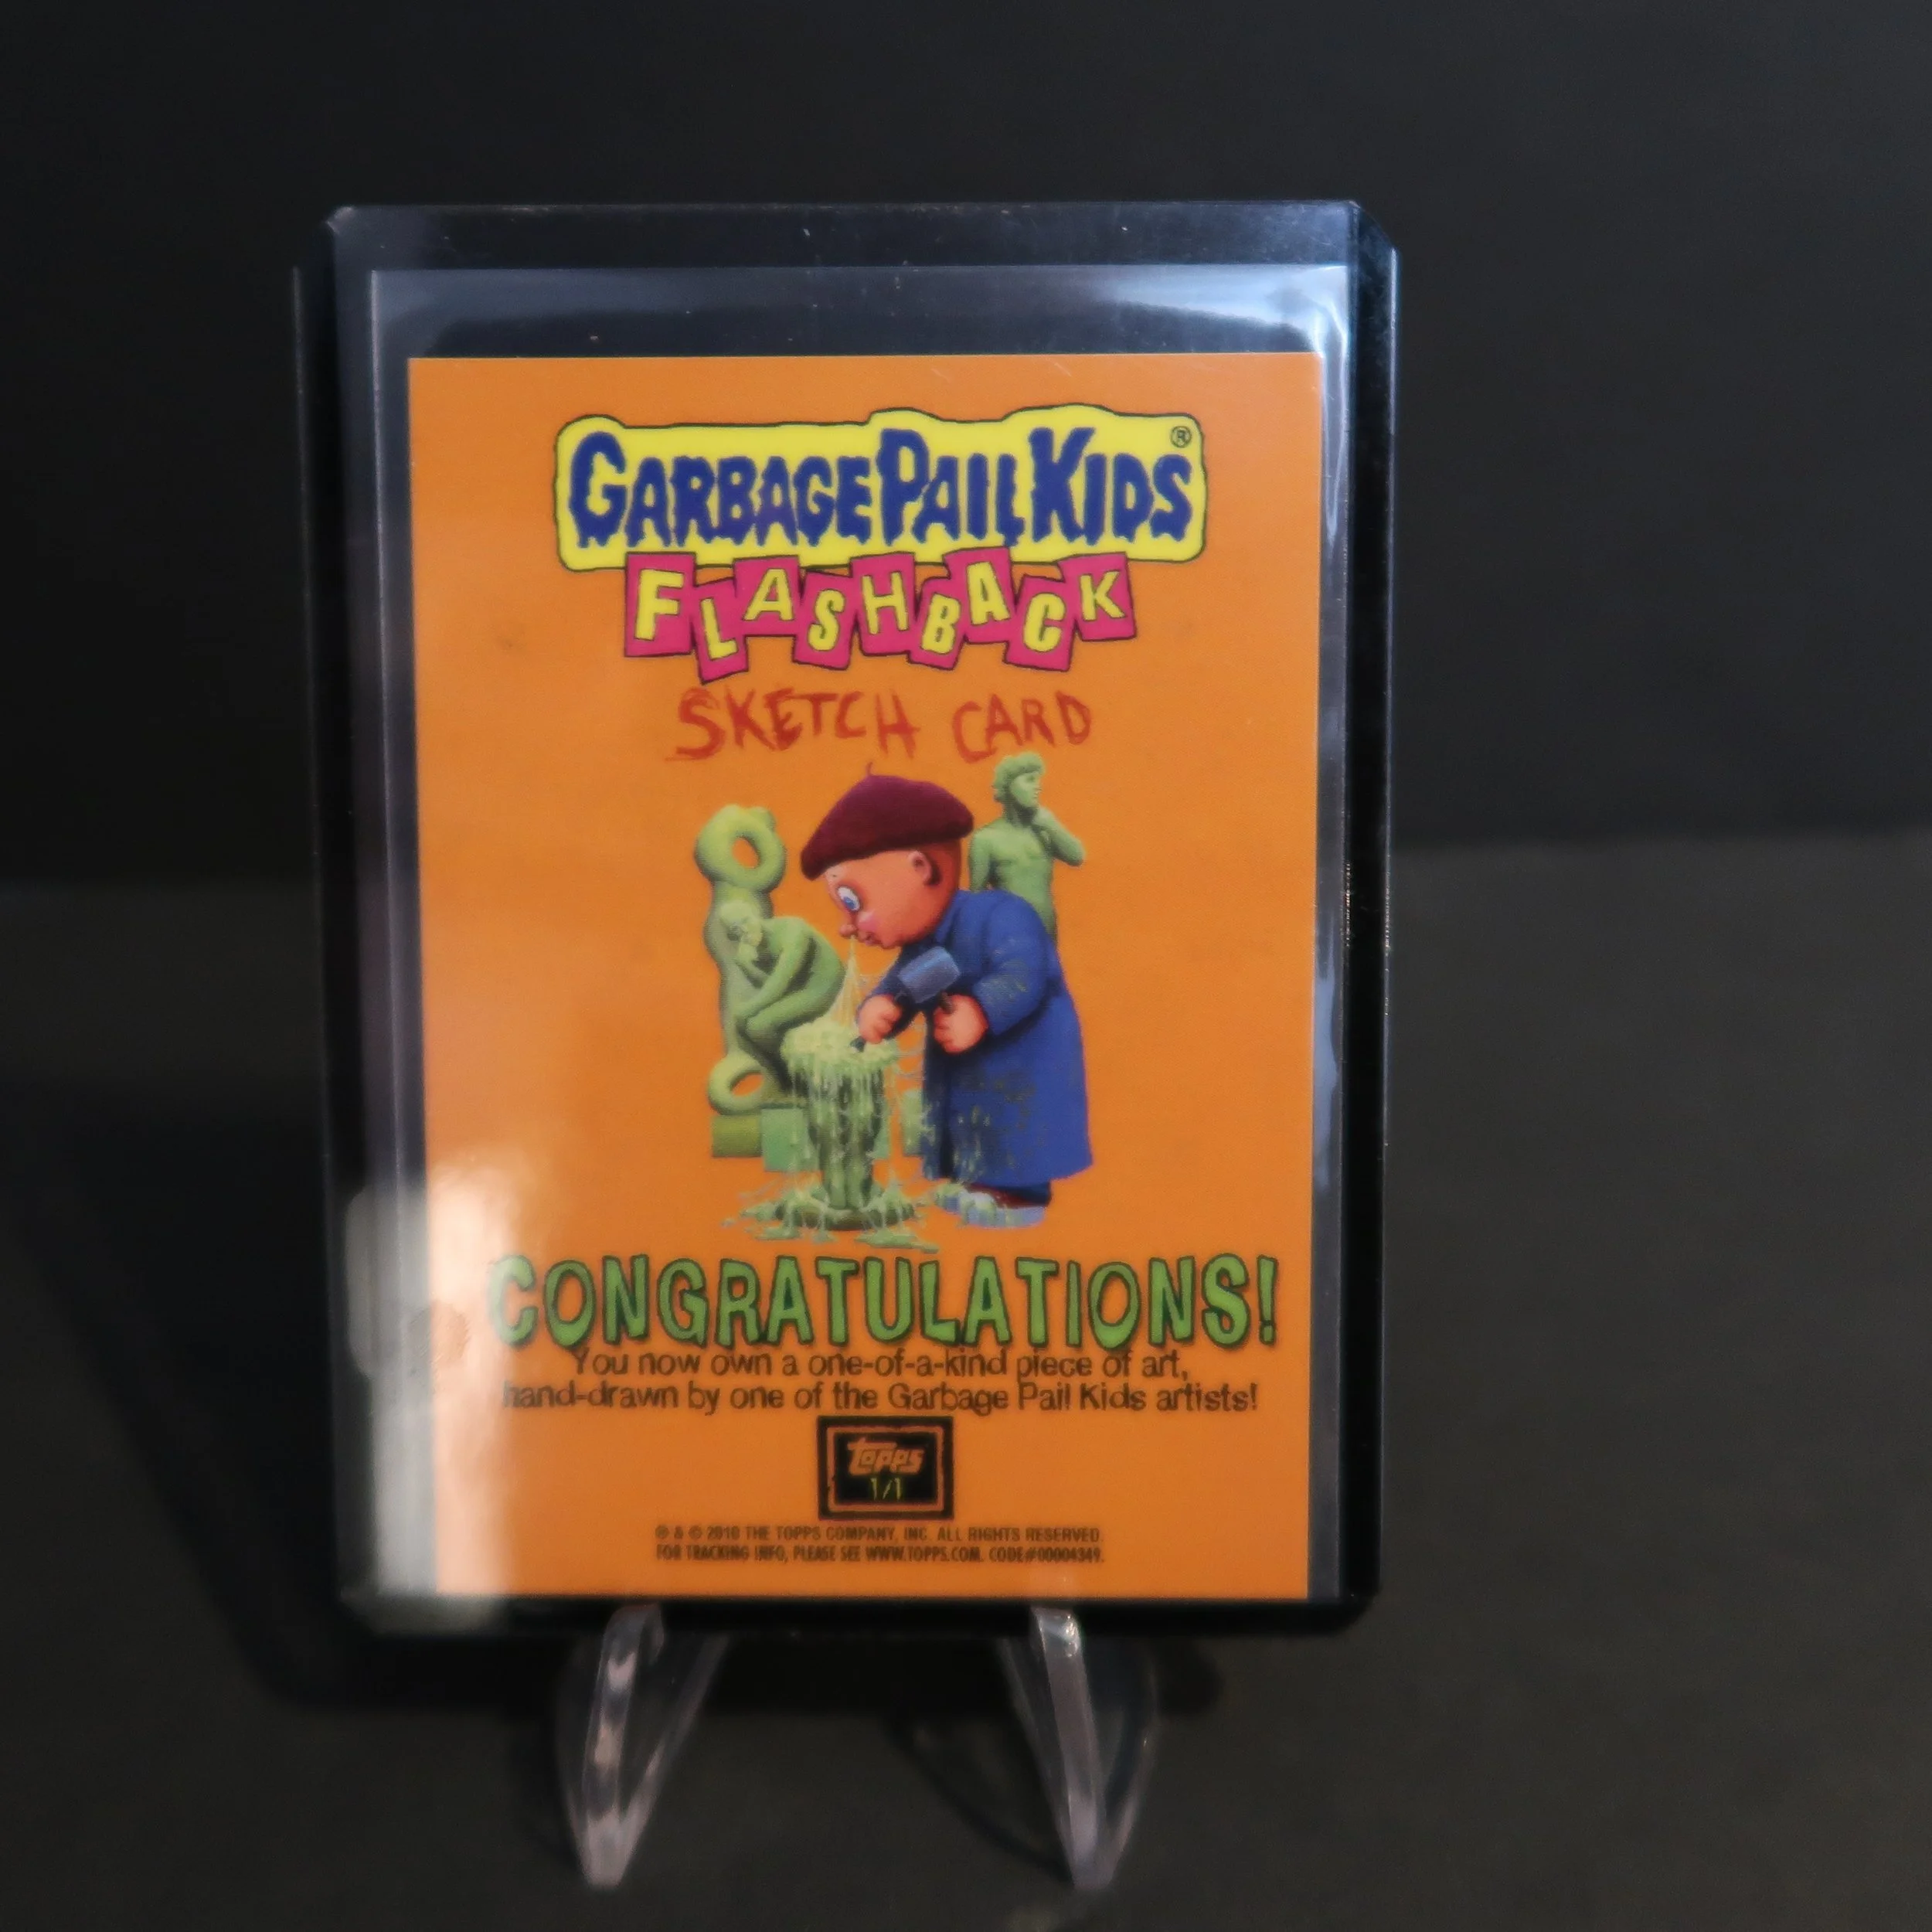 GARBAGE PAIL KIDS®
FLASHBACK
SKETCH CARD
CONGRATULATIONS!
You now own a one-of-a-kind piece of art,
hand-drawn by one of the Garbage Pail Kids artists!
topps
1/1
® & © 2010 THE TOPPS COMPANY, INC. ALL RIGHTS RESERVED.
FOR TRACKING INFO, PLEASE SEE WWW.TOPPS.COM. CODE#00004349.